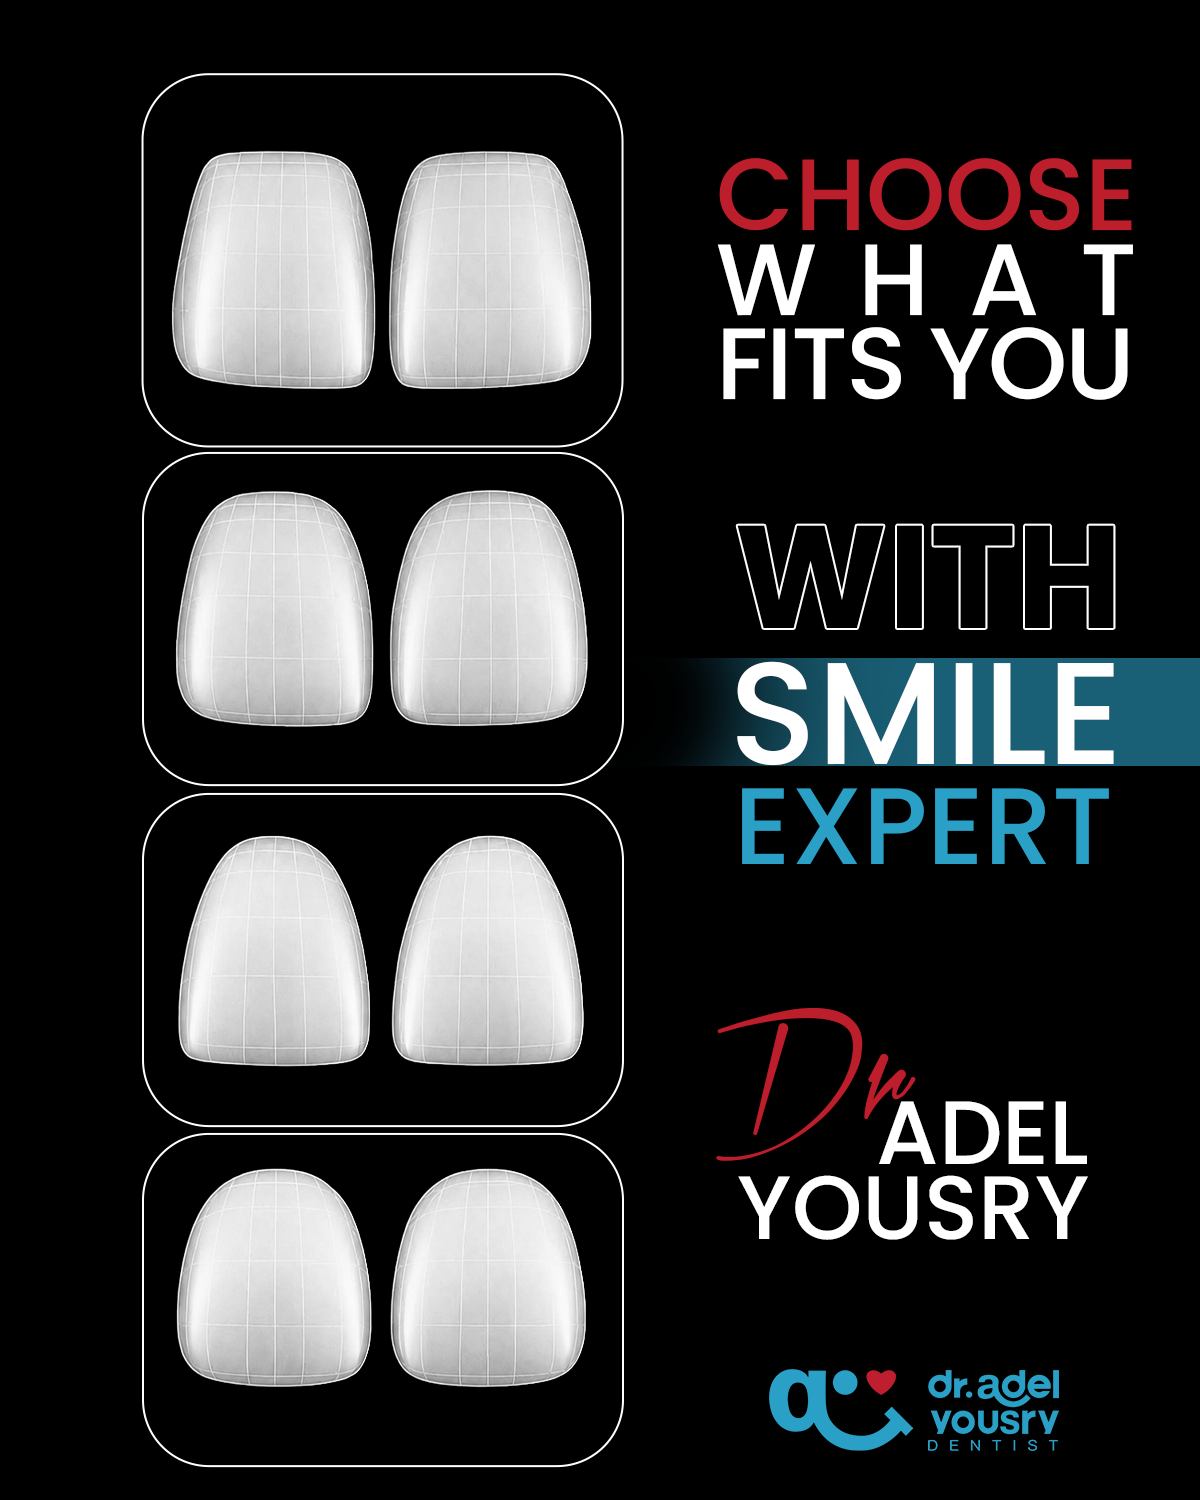 CHOOSE
WHAT
FITS YOU
WITH
SMILE
EXPERT
Dr
ADEL
YOUSRY
dr.adel
yousry
DENTIST